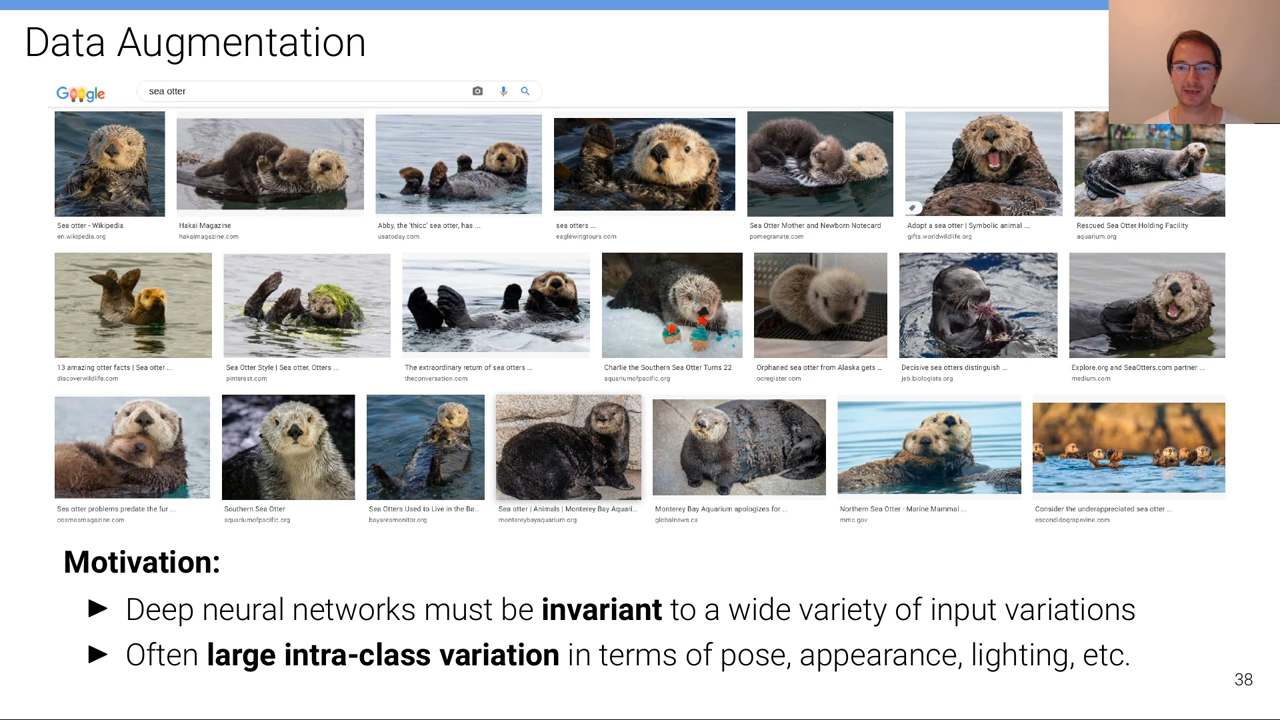 Data Augmentation
Google
sea otter
Sea otter - Wikipedia
en.wikipedia.org
Hakai Magazine
hakaimagazine.com
Abby, the 'thicc' sea otter, has ...
usatoday.com
sea otters ...
eaglewingtours.com
Sea Otter Mother and Newborn Notecard
pomegranate.com
Adopt a sea otter | Symbolic animal ...
gifts.worldwildlife.org
Rescued Sea Otter Holding Facility
aquarium.org
13 amazing otter facts | Sea otter ...
discoverwildlife.com
Sea Otter Style | Sea otter, Otters ...
pinterest.com
The extraordinary return of sea otters ...
theconversation.com
Charlie the Southern Sea Otter Turns 22
aquariumofpacific.org
Orphaned sea otter from Alaska gets ...
ocregister.com
Decisive sea otters distinguish ...
jeb.biologists.org
Explore.org and SeaOtters.com partner ...
medium.com
Sea otter problems predate the fur ...
cosmosmagazine.com
Southern Sea Otter
aquariumofpacific.org
Sea Otters Used to Live in the Ba...
baynature.org
Sea otter | Animals | Monterey Bay Aquari...
montereybayaquarium.org
Monterey Bay Aquarium apologizes for ...
globalnews.ca
Northern Sea Otter - Marine Mammal ...
mmc.gov
Consider the underappreciated sea otter ...
escondidograpevine.com
Motivation:
► Deep neural networks must be invariant to a wide variety of input variations
► Often large intra-class variation in terms of pose, appearance, lighting, etc.
38